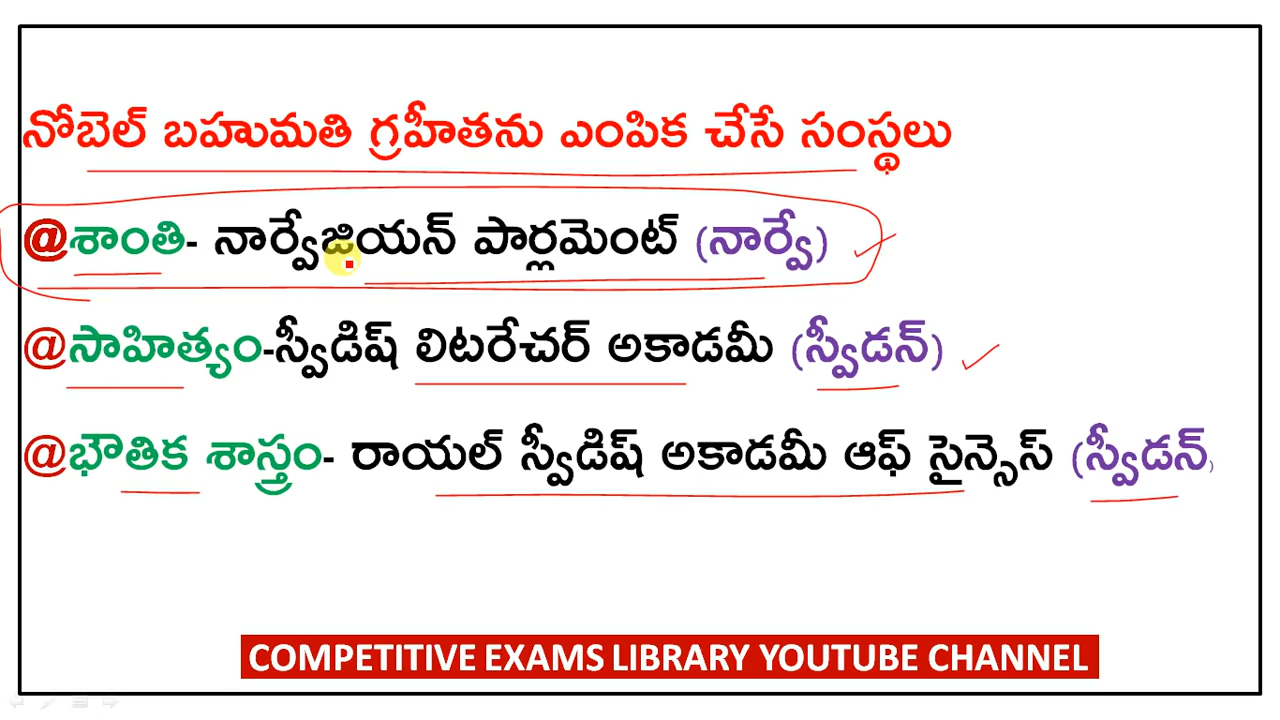 నోబెల్ బహుమతి గ్రహీతను ఎంపిక చేసే సంస్థలు
@శాంతి- నార్వేజియన్ పార్లమెంట్ (నార్వే)
@సాహిత్యం-స్వీడిష్ లిటరేచర్ అకాడమీ (స్వీడన్)
@భౌతిక శాస్త్రం- రాయల్ స్వీడిష్ అకాడమీ ఆఫ్ సైన్సెస్ (స్వీడన్)
COMPETITIVE EXAMS LIBRARY YOUTUBE CHANNEL